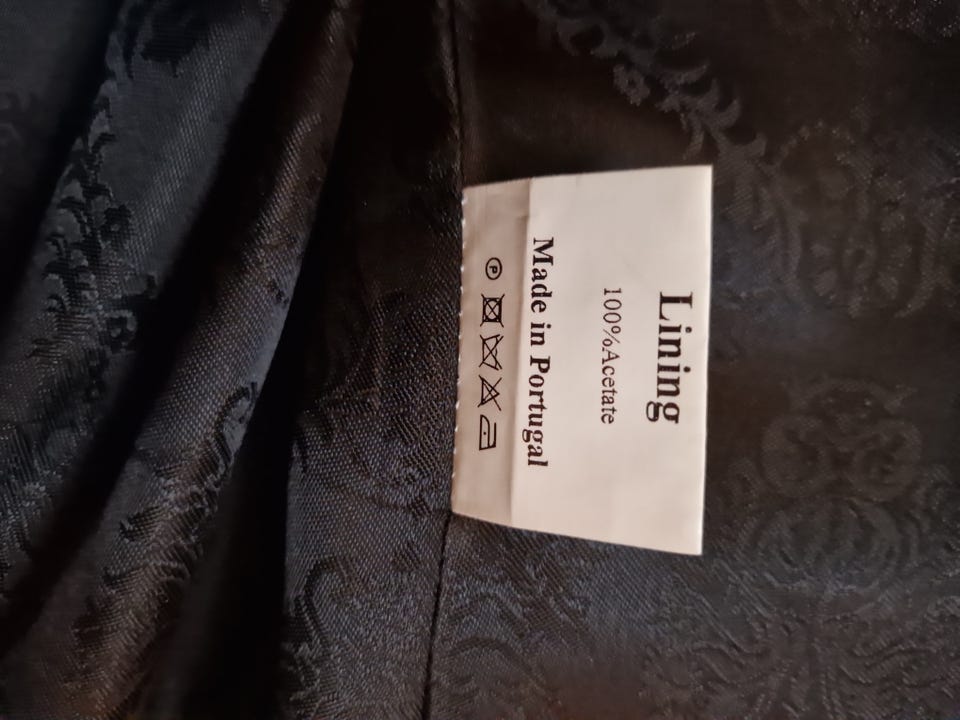 Lining
100%Acetate
Made in Portugal
P